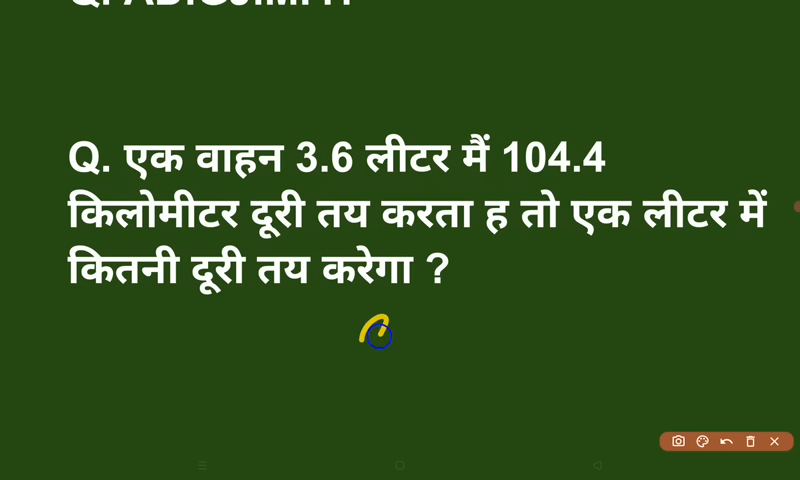 Q. एक वाहन 3.6 लीटर मैं 104.4
किलोमीटर दूरी तय करता ह तो एक लीटर में
कितनी दूरी तय करेगा ?